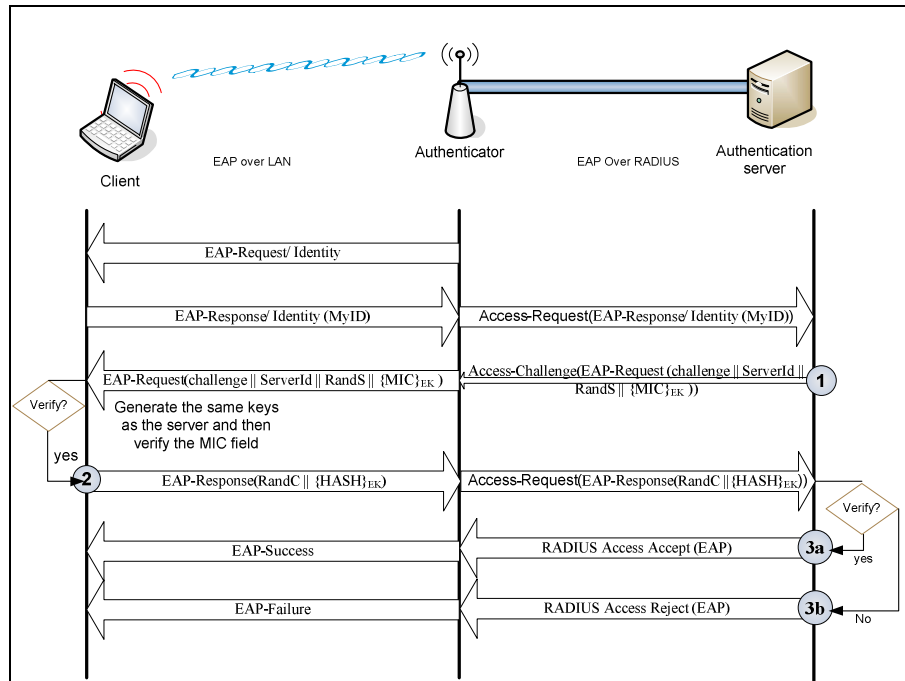 EAP over LAN
Authenticator
EAP Over RADIUS
Authentication
server
Client
EAP-Request/ Identity
EAP-Response/ Identity (MyID)
Access-Request(EAP-Response/ Identity (MyID))
EAP-Request(challenge || ServerId || RandS || {MIC}EK )
Access-Challenge(EAP-Request (challenge || ServerId ||
RandS || {MIC}EK ))
1
Verify?
Generate the same keys
as the server and then
verify the MIC field
yes
2
EAP-Response(RandC || {HASH}EK)
Access-Request(EAP-Response(RandC || {HASH}EK))
Verify?
EAP-Success
RADIUS Access Accept (EAP)
3a
yes
EAP-Failure
RADIUS Access Reject (EAP)
3b
No